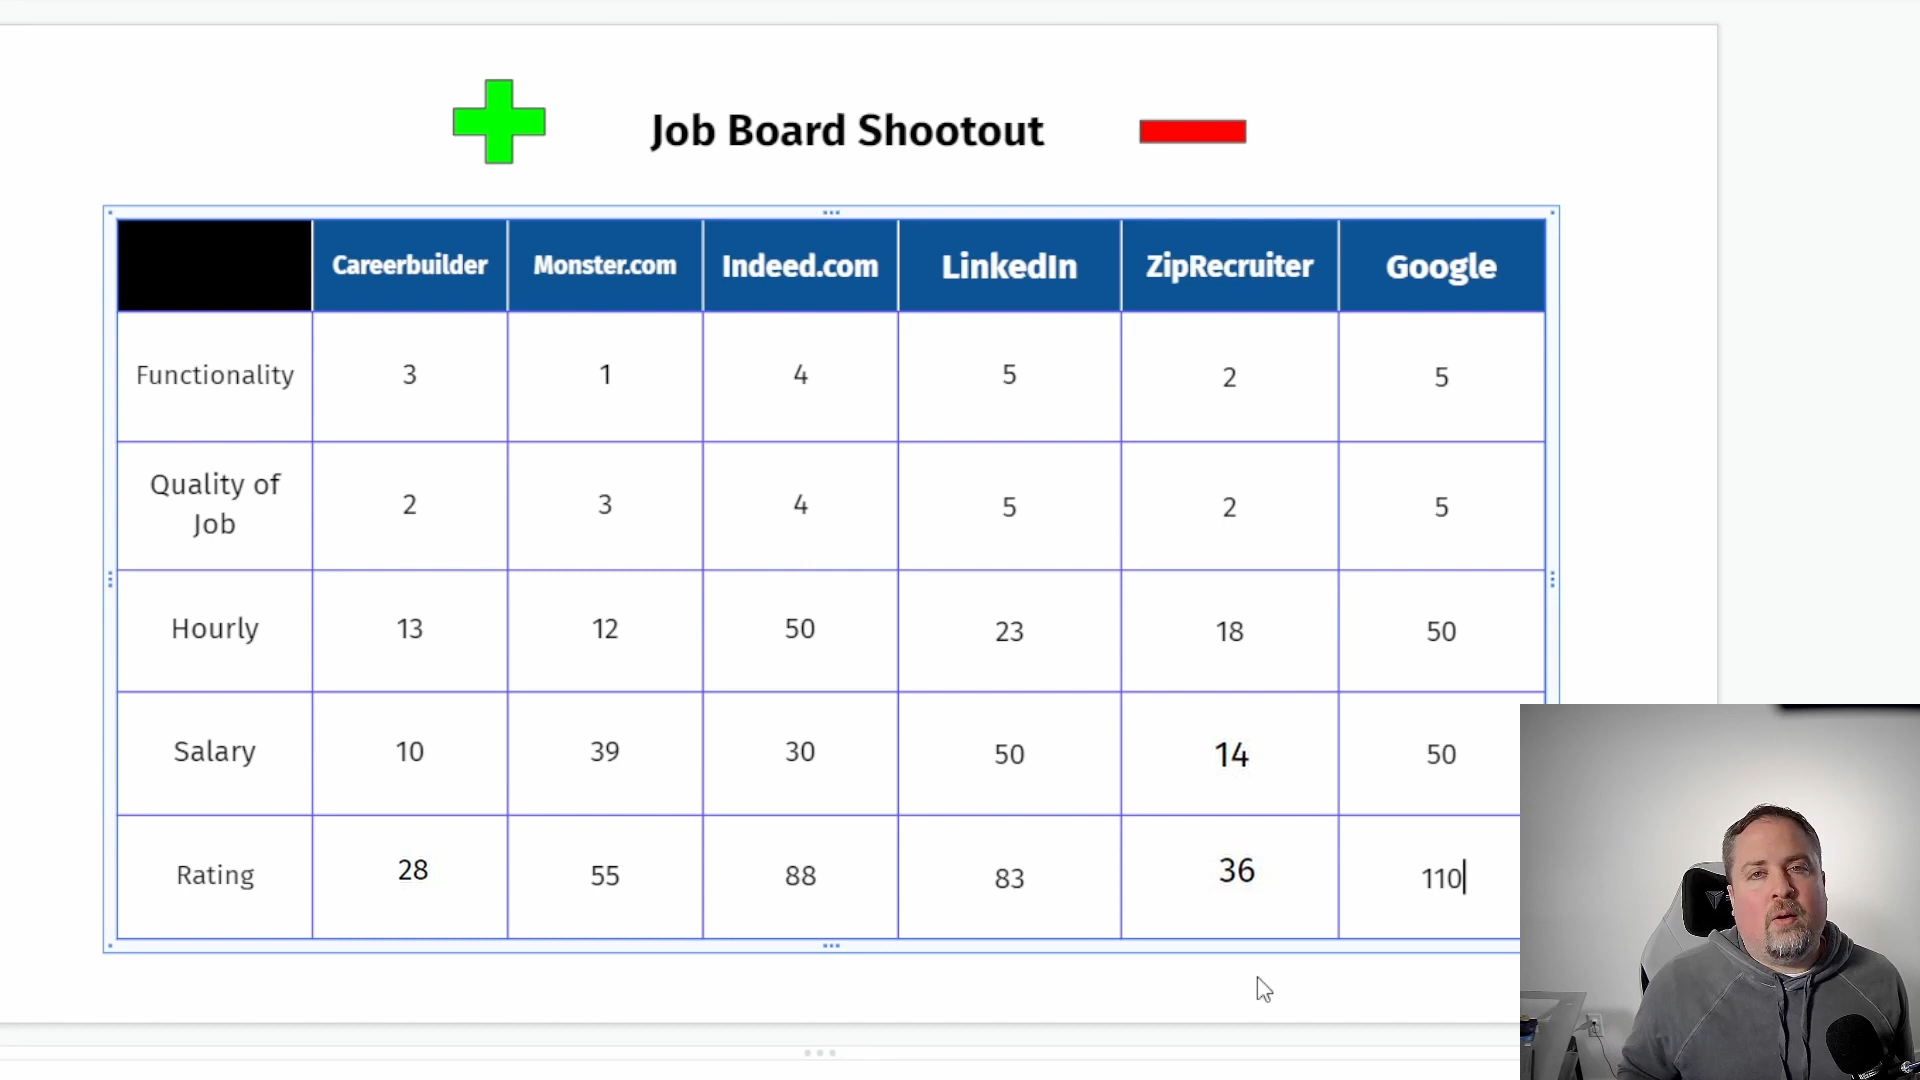 Job Board Shootout
Careerbuilder Monster.com Indeed.com LinkedIn ZipRecruiter Google
Functionality 3 1 4 5 2 5
Quality of
Job 2 3 4 5 2 5
Hourly 13 12 50 23 18 50
Salary 10 39 30 50 14 50
Rating 28 55 88 83 36 110